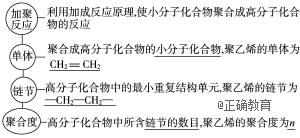 加聚反应
利用加成反应原理,使小分子化合物聚合成高分子化合物的反应
单体
聚合成高分子化合物的小分子化合物,聚乙烯的单体为
CH₂=CH₂
链节
高分子化合物中的最小重复结构单元,聚乙烯的链节为
—CH₂—CH₂—
@正确教育
聚合度
高分子化合物中所含链节的数目,聚乙烯的聚合度为n